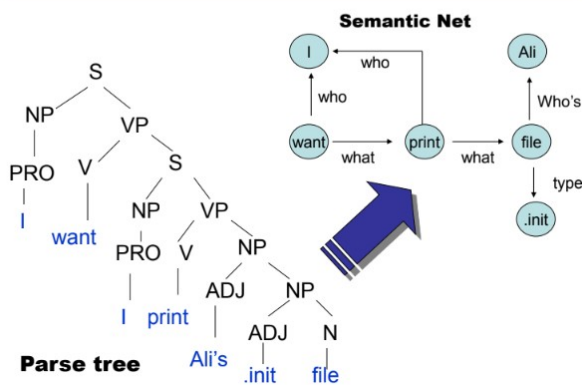 Semantic Net
I
Ali
who
who
Who's
want
what
print
what
file
type
.init
S
NP
VP
PRO
V
S
I
want
NP
VP
PRO
V
NP
I
print
ADJ
NP
Ali's
ADJ
N
.init
file
Parse tree